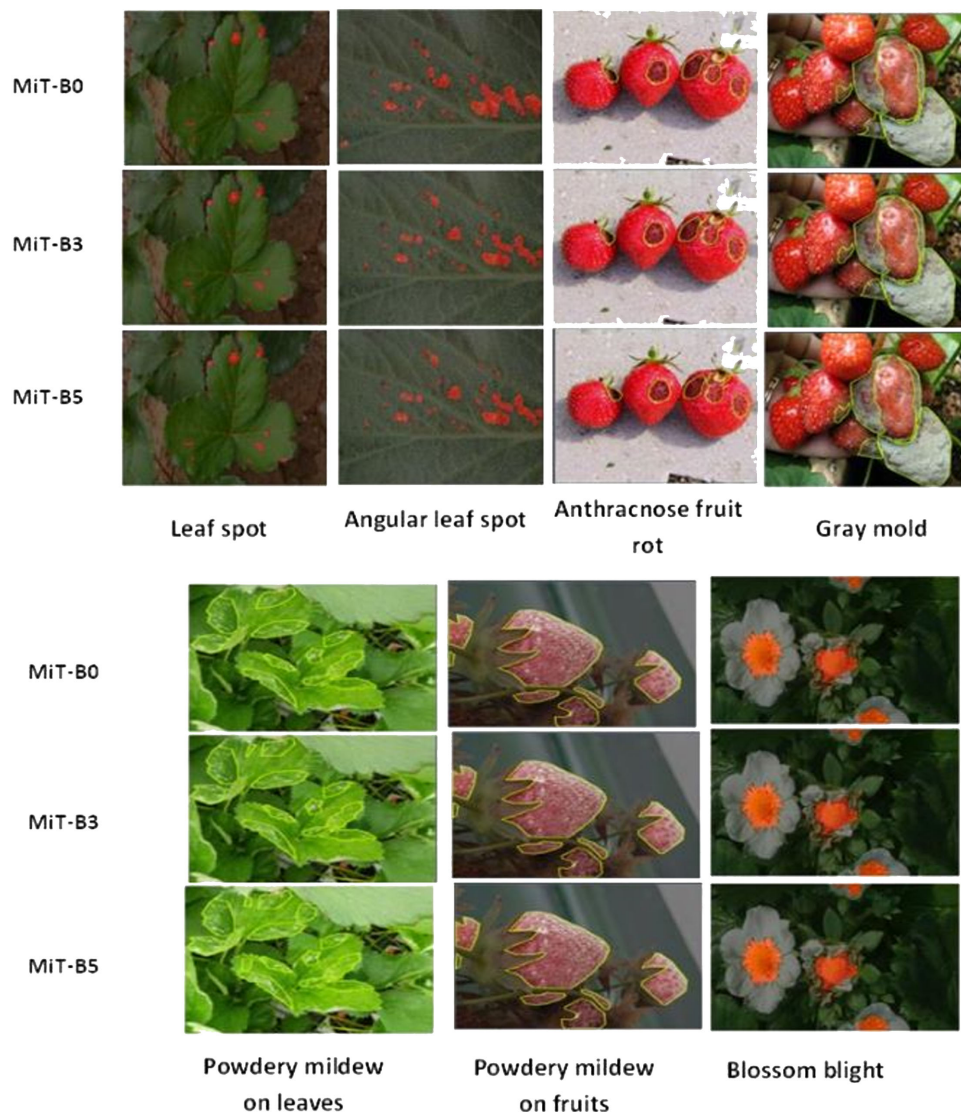 MiT-B0
MiT-B3
MiT-B5
Leaf spot
Angular leaf spot
Anthracnose fruit
rot
Gray mold
MiT-B0
MiT-B3
MiT-B5
Powdery mildew
on leaves
Powdery mildew
on fruits
Blossom blight